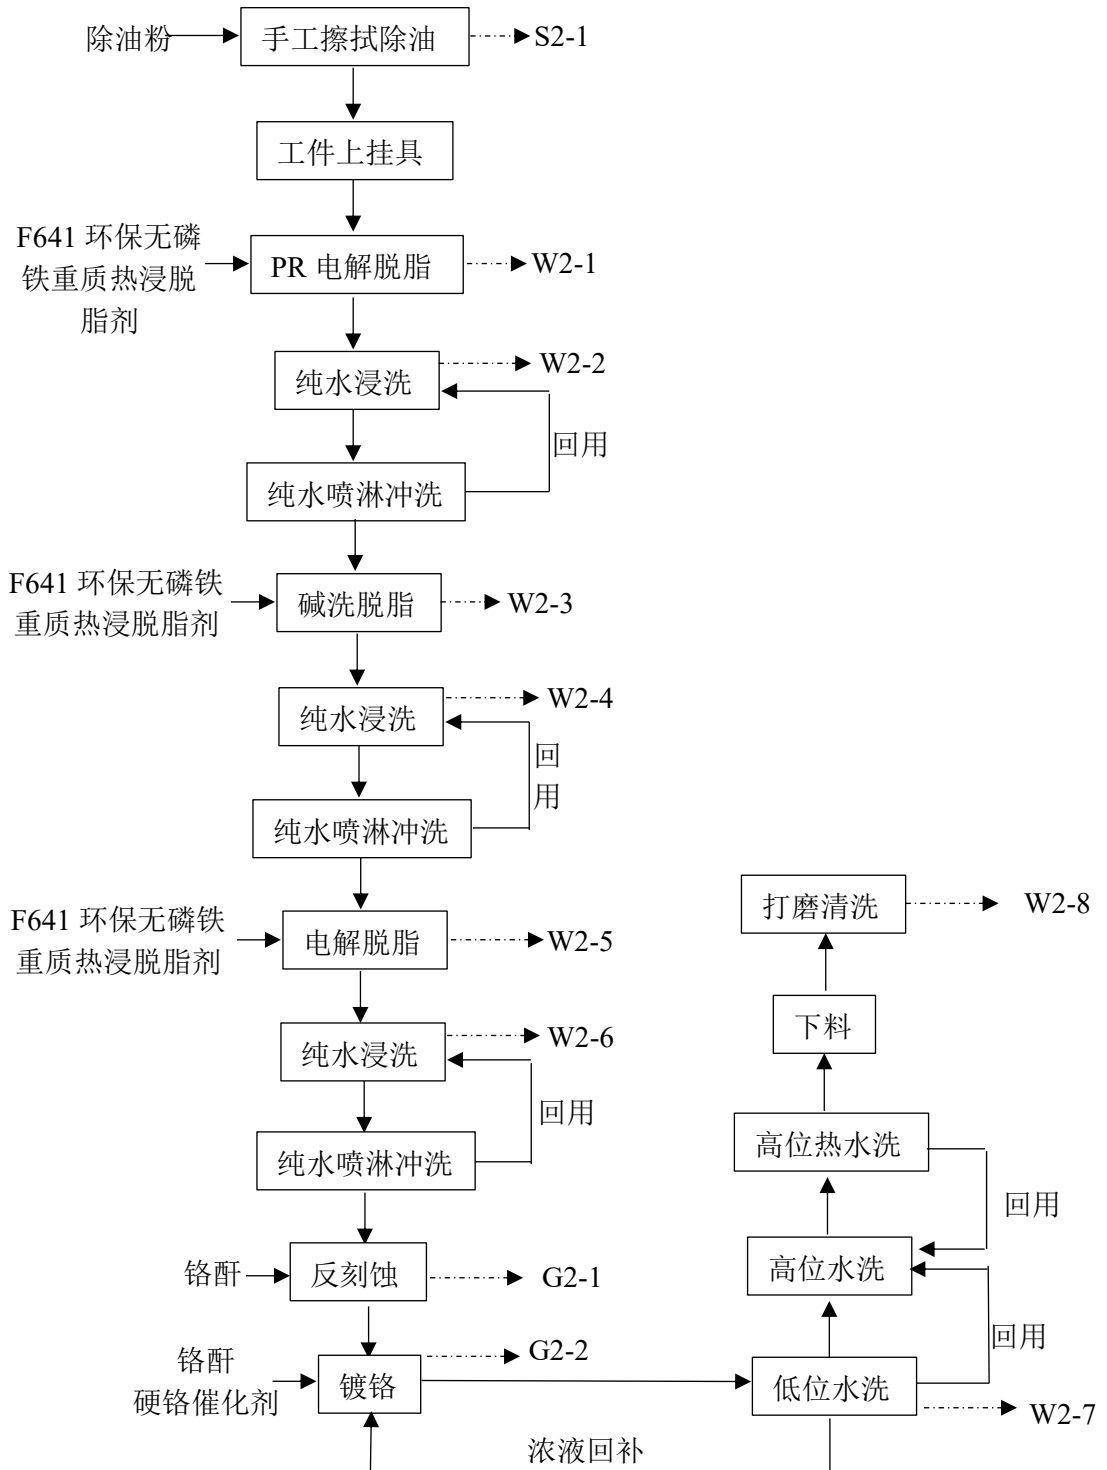 除油粉
手工擦拭除油
S2-1
工件上挂具
F641 环保无磷
铁重质热浸脱
脂剂
PR 电解脱脂
W2-1
纯水浸洗
W2-2
回用
纯水喷淋冲洗
F641 环保无磷铁
重质热浸脱脂剂
碱洗脱脂
W2-3
纯水浸洗
W2-4
回
用
纯水喷淋冲洗
F641 环保无磷铁
重质热浸脱脂剂
电解脱脂
W2-5
纯水浸洗
W2-6
回用
纯水喷淋冲洗
铬酐
反刻蚀
G2-1
铬酐
硬铬催化剂
镀铬
G2-2
浓液回补
低位水洗
W2-7
回用
高位水洗
回用
高位热水洗
下料
打磨清洗
W2-8